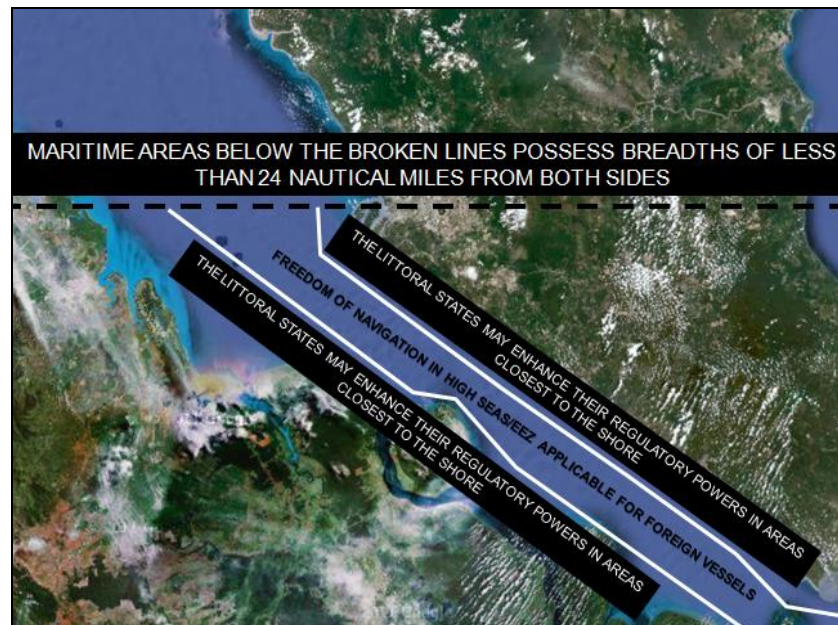 MARITIME AREAS BELOW THE BROKEN LINES POSSESS BREADTHS OF LESS
THAN 24 NAUTICAL MILES FROM BOTH SIDES
THE LITTORAL STATES MAY ENHANCE THEIR REGULATORY POWERS IN AREAS
CLOSEST TO THE SHORE
FREEDOM OF NAVIGATION IN HIGH SEAS/EEZ APPLICABLE FOR FOREIGN VESSELS
THE LITTORAL STATES MAY ENHANCE THEIR REGULATORY POWERS IN AREAS
CLOSEST TO THE SHORE